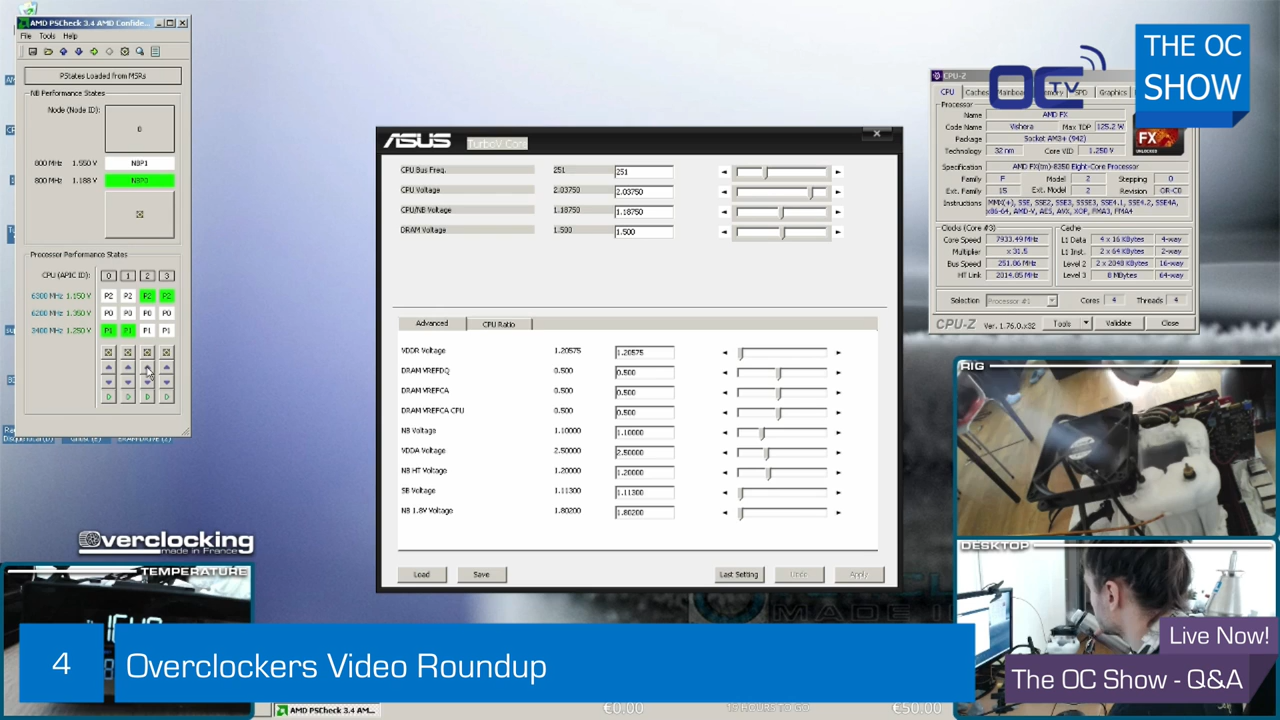 AMD PSCheck 3.4 AMD Confide...
File Tools Help
PStates Loaded from MSRs
NB Performance States
Node (Node ID):
0
800 MHz 1.550 V NBP1
800 MHz 1.188 V NBP0
Processor Performance States
CPU (APIC ID): 0 1 2 3
6300 MHz 1.150 V P2 P2 P2 P2
6200 MHz 1.350 V P0 P0 P0 P0
3400 MHz 1.250 V P1 P1 P1 P1
ASUS TurboV Core
CPU Bus Freq. 251 251
CPU Voltage 2.03750 2.03750
CPU/NB Voltage 1.18750 1.18750
DRAM Voltage 1.500 1.500
Advanced CPU Ratio
VDDR Voltage 1.20575 1.20575
DRAM VREFDQ 0.500 0.500
DRAM VREFCA 0.500 0.500
DRAM VREFCA CPU 0.500 0.500
NB Voltage 1.10000 1.10000
VDDA Voltage 2.50000 2.50000
NB HT Voltage 1.20000 1.20000
SB Voltage 1.11300 1.11300
NB 1.8V Voltage 1.80200 1.80200
Load Save Last Setting Undo Apply
OC TV
THE OC
SHOW
CPU-Z
CPU Caches Mainboard Memory SPD Graphics
Processor
Name AMD FX
Code Name Vishera Max TDP 125.2 W
Package Socket AM3+ (942)
Technology 32 nm Core VID 1.250 V
FX
UNLOCKED
Specification AMD FX(tm)-8350 Eight-Core Processor
Family F Model 2 Stepping 0
Ext. Family 15 Ext. Model 2 Revision OR-C0
Instructions MMX(+), SSE, SSE2, SSE3, SSSE3, SSE4.1, SSE4.2, SSE4A,
x86-64, AMD-V, AES, AVX, XOP, FMA3, FMA4
Clocks (Core #3) Cache
Core Speed 7933.49 MHz L1 Data 4 x 16 KBytes 4-way
Multiplier x 31.5 L1 Inst. 2 x 64 KBytes 2-way
Bus Speed 251.86 MHz Level 2 2 x 2048 KBytes 16-way
HT Link 2014.85 MHz Level 3 8 MBytes 64-way
Selection Processor #1 Cores 4 Threads 4
CPU-Z Ver. 1.76.0.x32 Tools Validate Close
RIG
DESKTOP
Overclocking
made in France
TEMPERATURE
MADE I
4 Overclockers Video Roundup
Live Now!
The OC Show - Q&A
AMD PSCheck 3.4 AM...
€0.00 15 HOURS TO GO €50.00